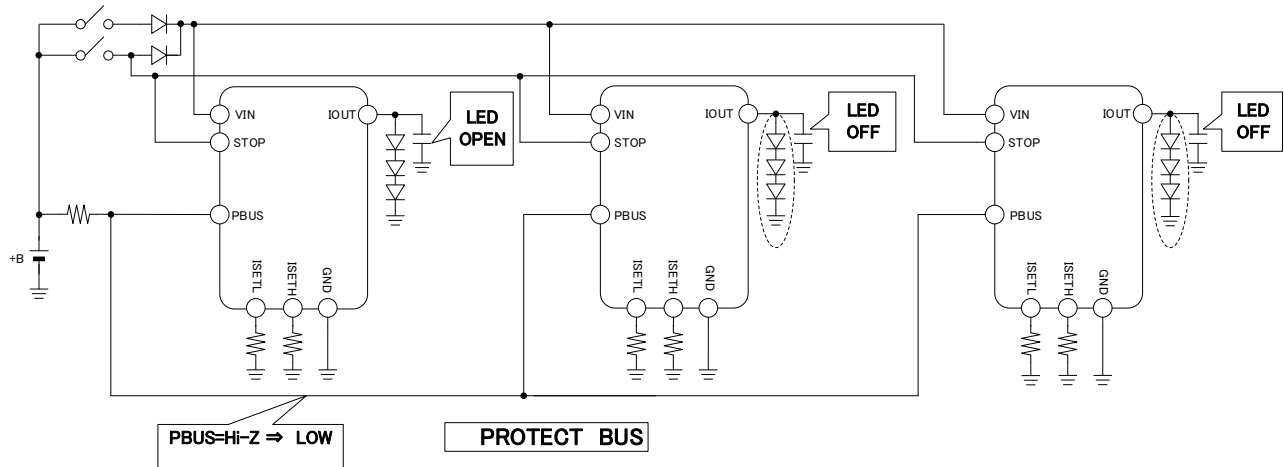 VIN
STOP
PBUS
IOUT
ISETL
ISETH
GND
LED
OPEN
VIN
STOP
PBUS
IOUT
ISETL
ISETH
GND
LED
OFF
VIN
STOP
PBUS
IOUT
ISETL
ISETH
GND
LED
OFF
+B
PBUS=Hi-Z ⇒ LOW
PROTECT BUS